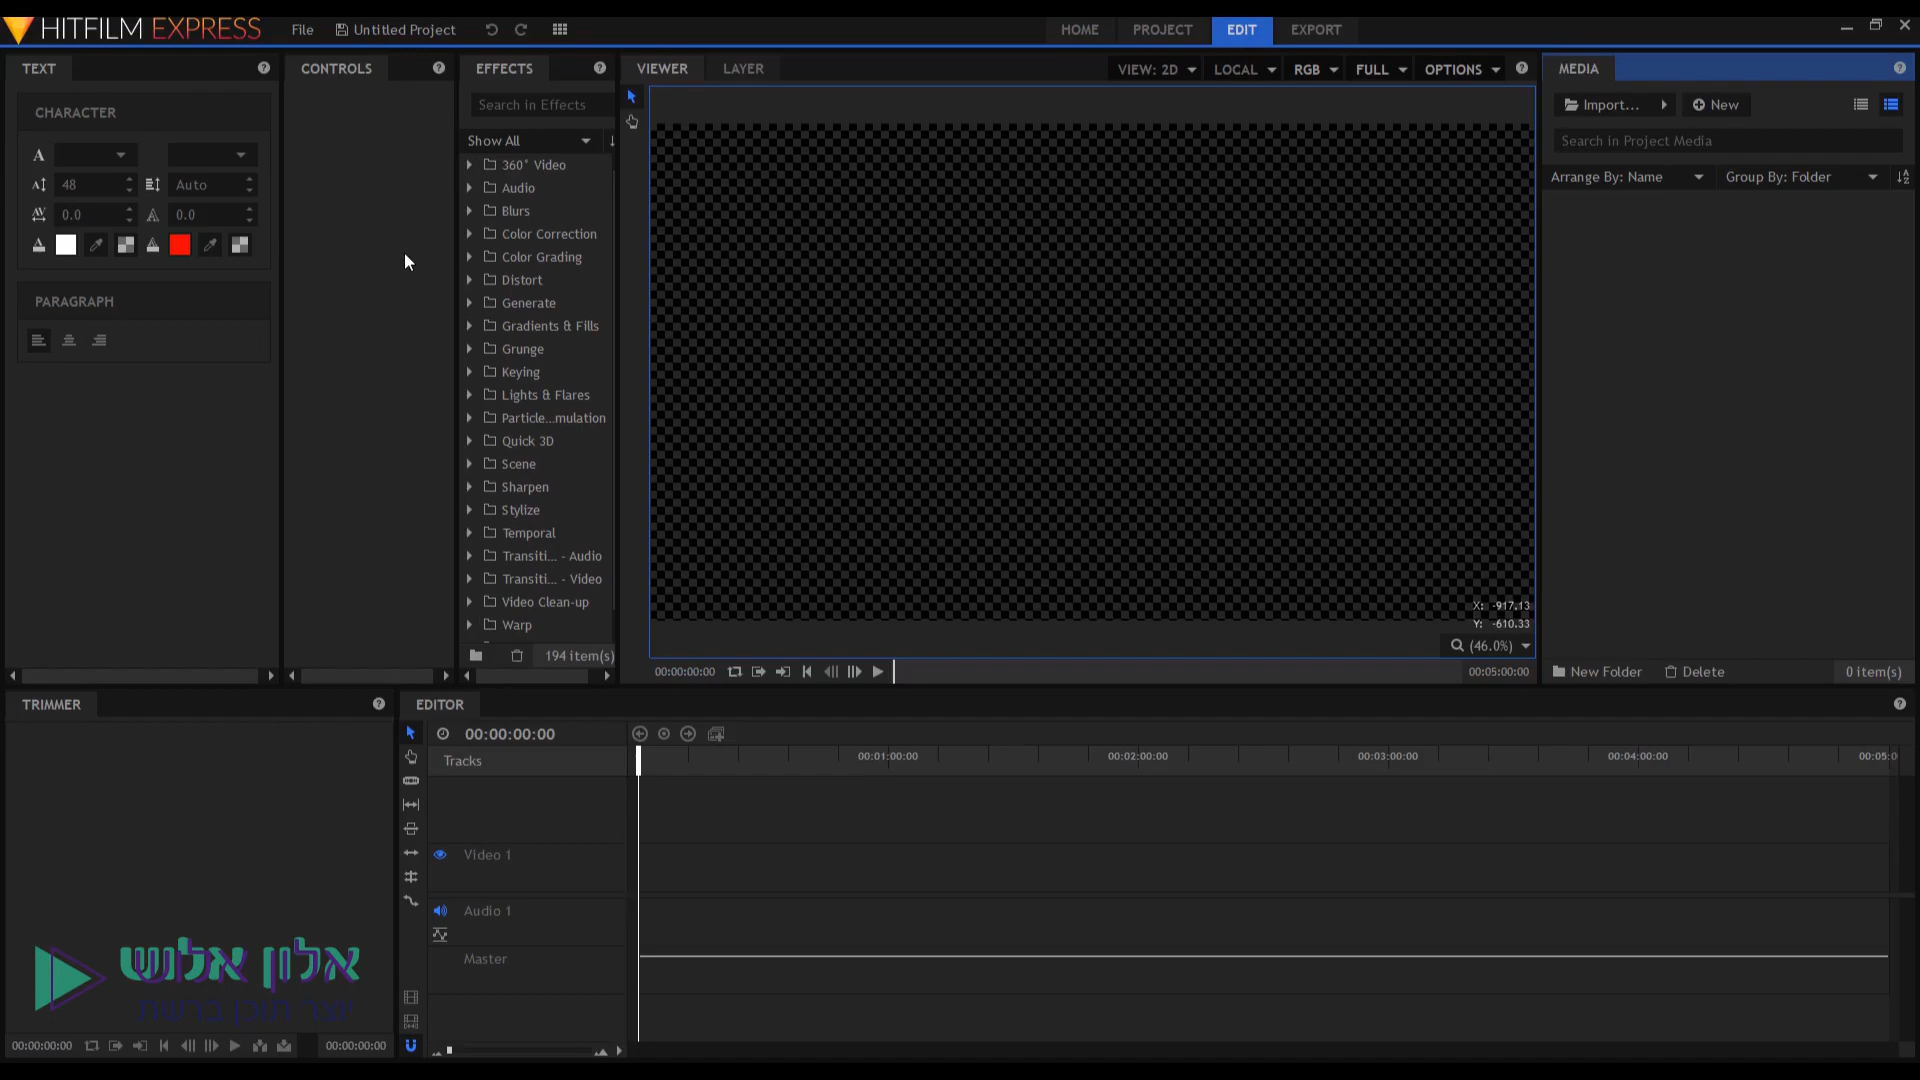 HITFILM EXPRESS
File
Untitled Project
HOME
PROJECT
EDIT
EXPORT
TEXT
CONTROLS
EFFECTS
VIEWER
LAYER
VIEW: 2D
LOCAL
RGB
FULL
OPTIONS
MEDIA
CHARACTER
48
Auto
0.0
0.0
PARAGRAPH
Search in Effects
Show All
360° Video
Audio
Blurs
Color Correction
Color Grading
Distort
Generate
Gradients & Fills
Grunge
Keying
Lights & Flares
Particle...mulation
Quick 3D
Scene
Sharpen
Stylize
Temporal
Transiti... - Audio
Transiti... - Video
Video Clean-up
Warp
194 item(s)
X: -917.13
Y: -610.33
(46.0%)
00:00:00:00
00:05:00:00
Import...
New
Search in Project Media
Arrange By: Name
Group By: Folder
New Folder
Delete
0 item(s)
TRIMMER
אלון אלוש
יוצר תוכן ברשת
00:00:00:00
00:00:00:00
EDITOR
00:00:00:00
Tracks
00:01:00:00
00:02:00:00
00:03:00:00
00:04:00:00
00:05:0
Video 1
Audio 1
Master